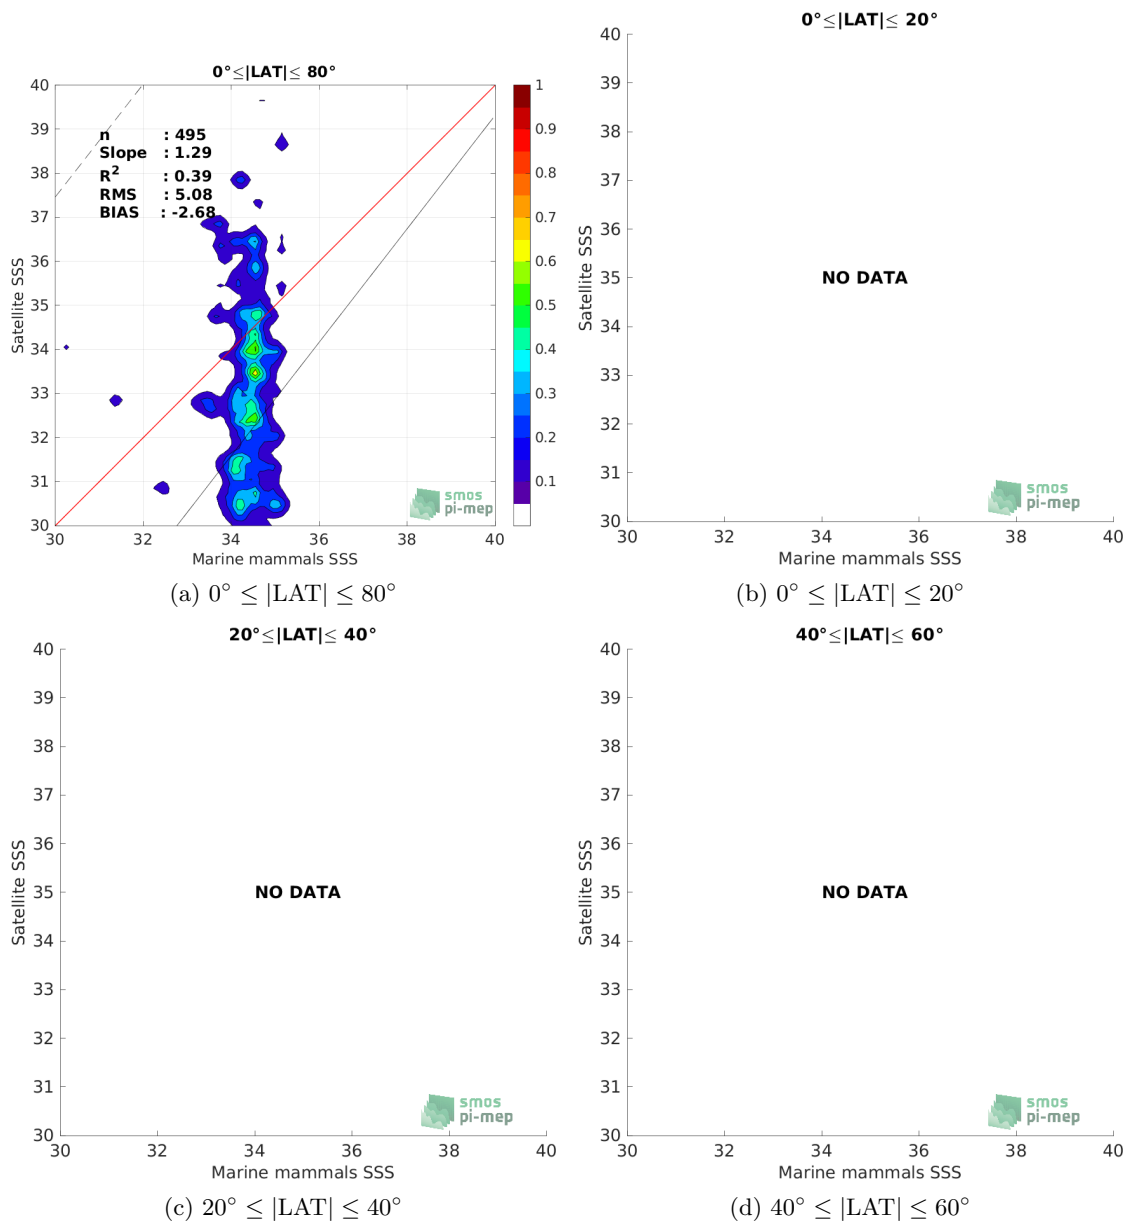 0°≤|LAT|≤ 80°
40
39
38
37
36
35
34
33
32
31
30
Satellite SSS
n : 495
Slope : 1.29
R² : 0.39
RMS : 5.08
BIAS : -2.68
smos
pi-mep
30 32 34 36 38 40
Marine mammals SSS
1
0.9
0.8
0.7
0.6
0.5
0.4
0.3
0.2
0.1
(a) 0° ≤ |LAT| ≤ 80°
0°≤|LAT|≤ 20°
40
39
38
37
36
35
34
33
32
31
30
Satellite SSS
NO DATA
smos
pi-mep
30 32 34 36 38 40
Marine mammals SSS
(b) 0° ≤ |LAT| ≤ 20°
20°≤|LAT|≤ 40°
40
39
38
37
36
35
34
33
32
31
30
Satellite SSS
NO DATA
smos
pi-mep
30 32 34 36 38 40
Marine mammals SSS
(c) 20° ≤ |LAT| ≤ 40°
40°≤|LAT|≤ 60°
40
39
38
37
36
35
34
33
32
31
30
Satellite SSS
NO DATA
smos
pi-mep
30 32 34 36 38 40
Marine mammals SSS
(d) 40° ≤ |LAT| ≤ 60°